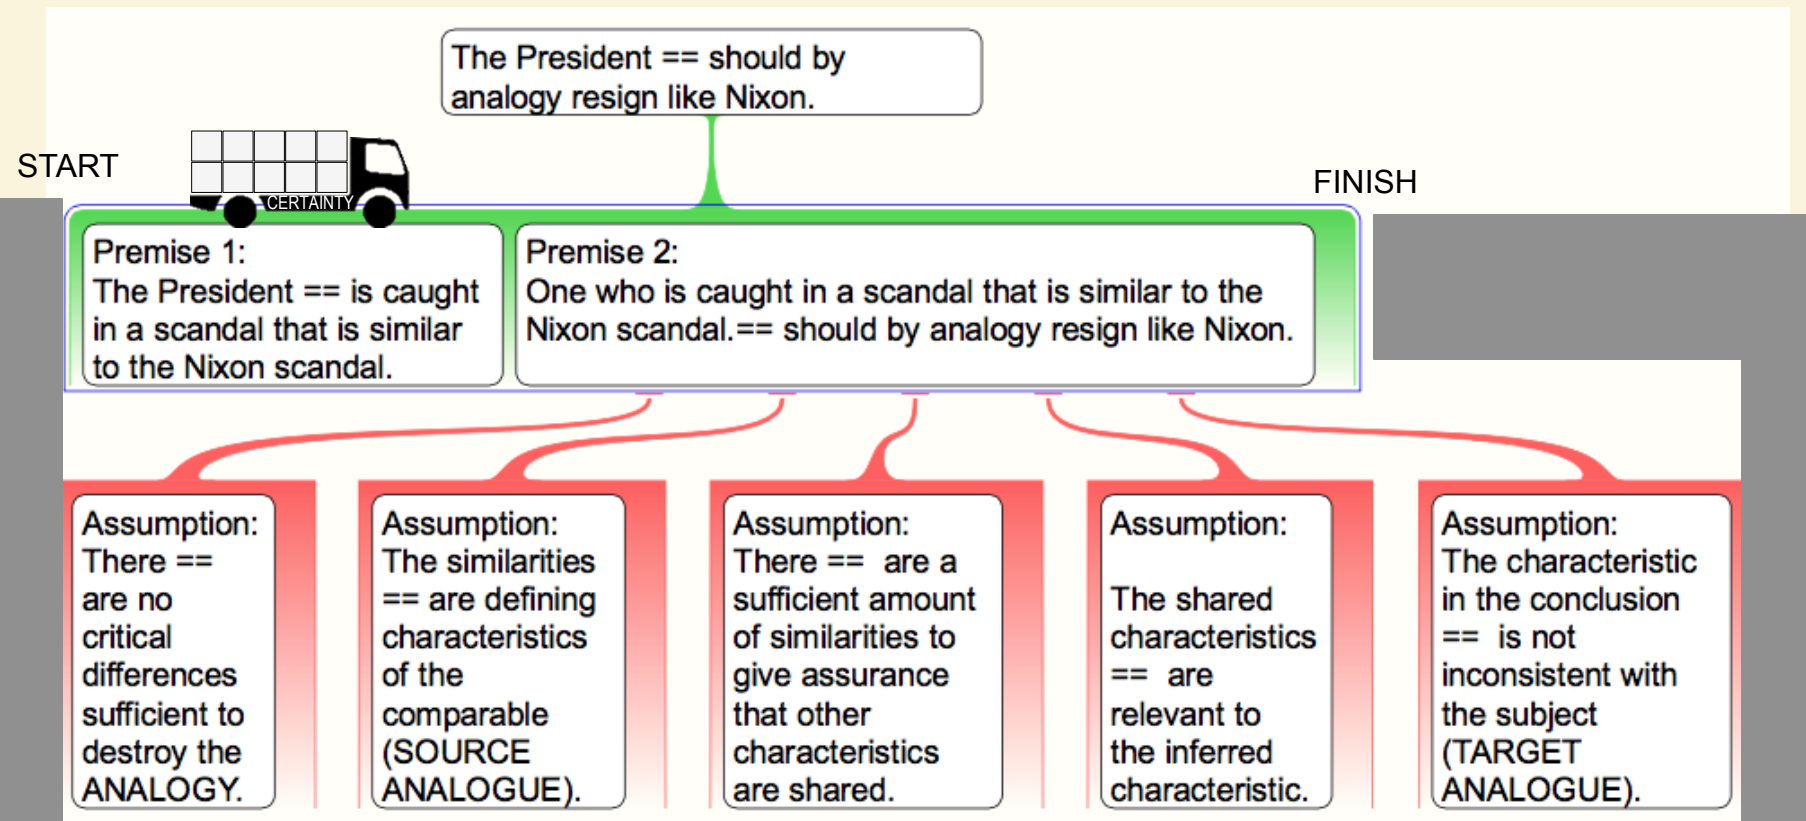 The President == should by
analogy resign like Nixon.
START
CERTAINTY
FINISH
Premise 1:
The President == is caught
in a scandal that is similar
to the Nixon scandal.
Premise 2:
One who is caught in a scandal that is similar to the
Nixon scandal.== should by analogy resign like Nixon.
Assumption:
There ==
are no
critical
differences
sufficient to
destroy the
ANALOGY.
Assumption:
The similarities
== are defining
characteristics
of the
comparable
(SOURCE
ANALOGUE).
Assumption:
There == are a
sufficient amount
of similarities to
give assurance
that other
characteristics
are shared.
Assumption:
The shared
characteristics
== are
relevant to
the inferred
characteristic.
Assumption:
The characteristic
in the conclusion
== is not
inconsistent with
the subject
(TARGET
ANALOGUE).